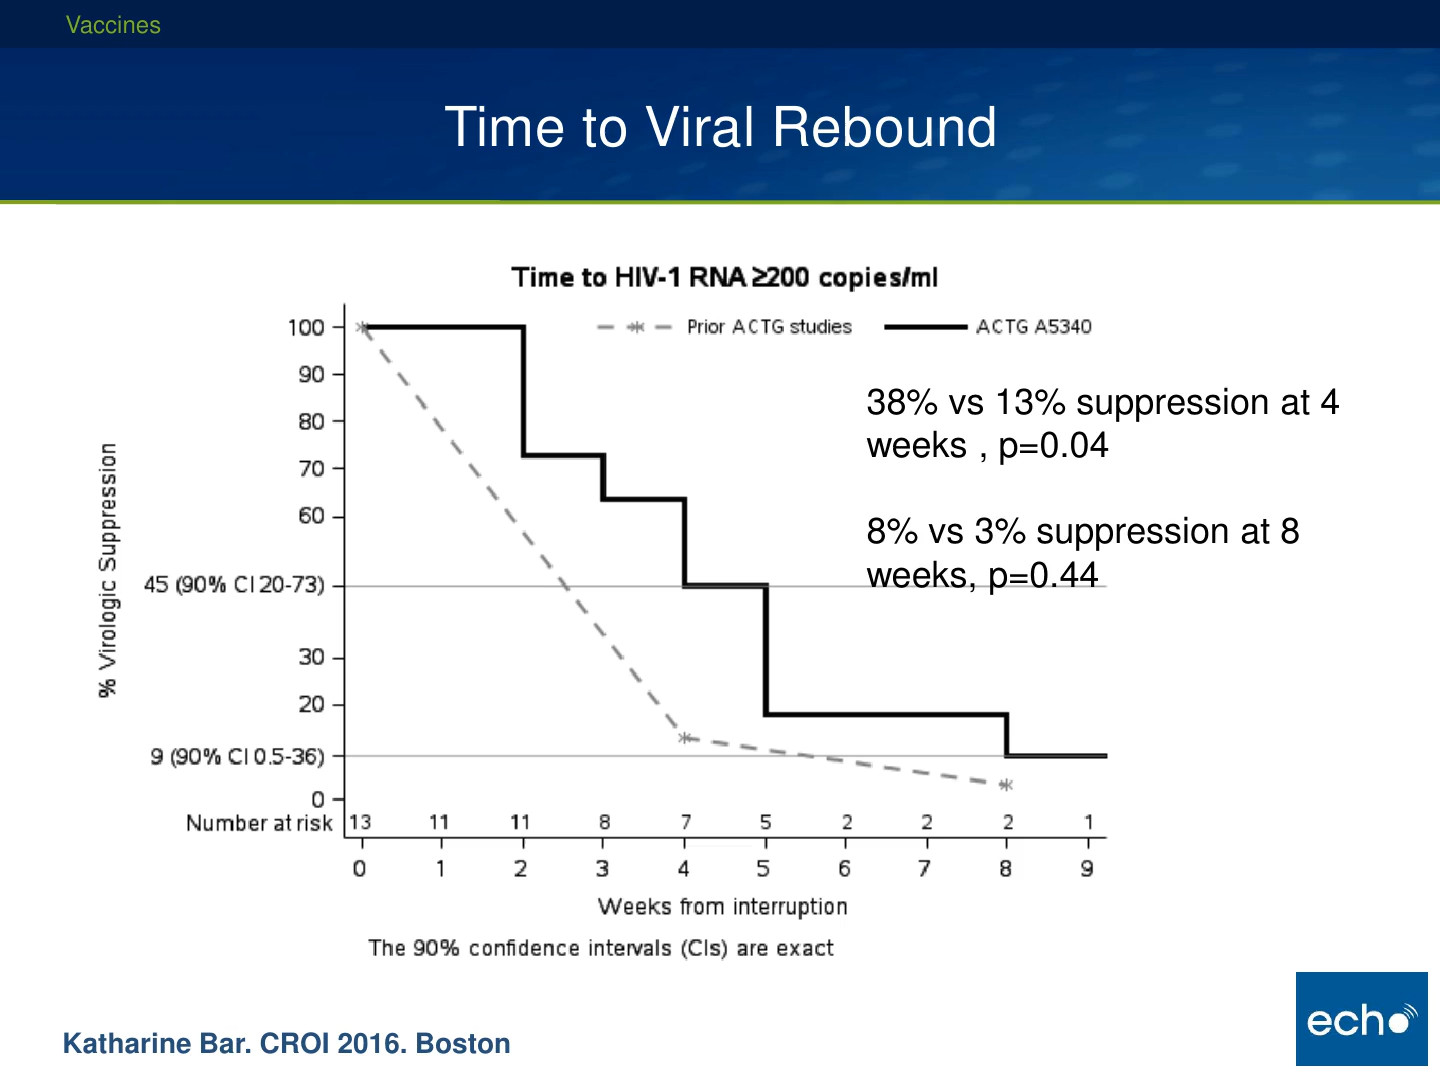 Vaccines
Time to Viral Rebound
Time to HIV-1 RNA ≥200 copies/ml
Prior ACTG studies
ACTG A5340
100
90
80
70
60
45 (90% CI 20-73)
30
20
9 (90% CI 0.5-36)
0
% Virologic Suppression
38% vs 13% suppression at 4
weeks , p=0.04
8% vs 3% suppression at 8
weeks, p=0.44
Number at risk 13 11 11 8 7 5 2 2 2 1
0 1 2 3 4 5 6 7 8 9
Weeks from interruption
The 90% confidence intervals (CIs) are exact
Katharine Bar. CROI 2016. Boston
echo